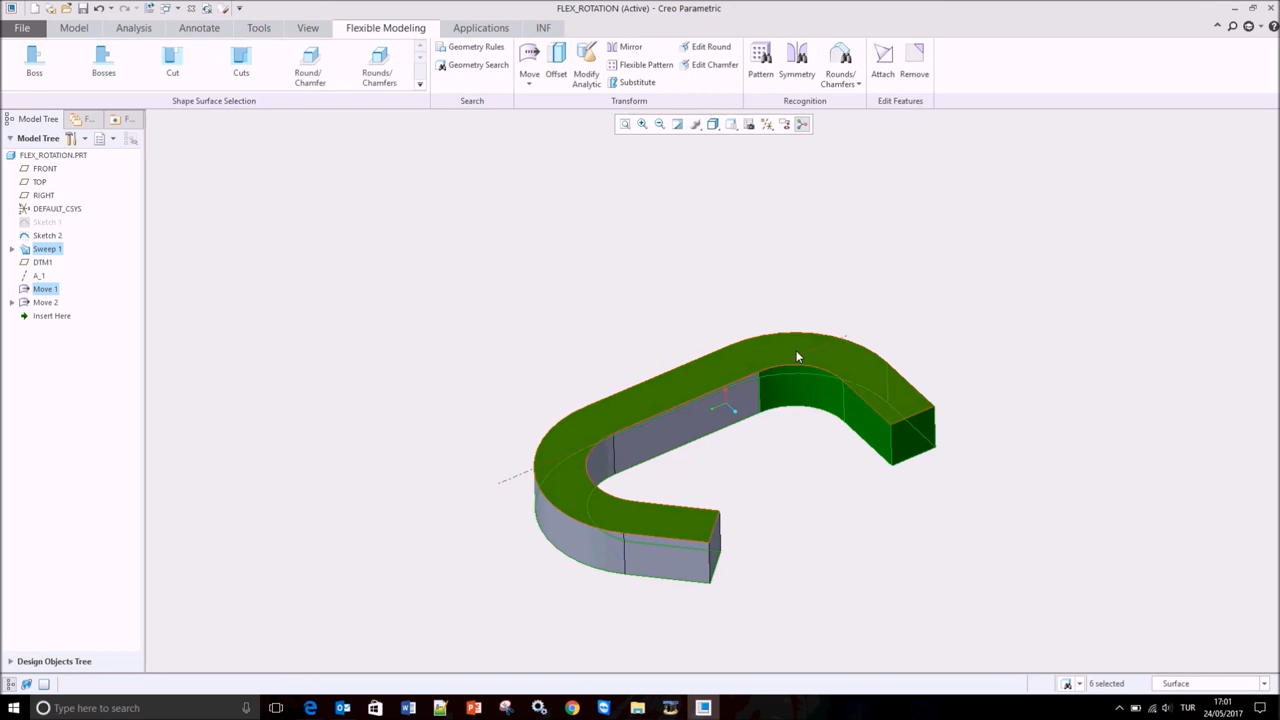 FLEX_ROTATION (Active) - Creo Parametric
File
Model
Analysis
Annotate
Tools
View
Flexible Modeling
Applications
INF
Boss
Bosses
Cut
Cuts
Round/
Chamfer
Rounds/
Chamfers
Shape Surface Selection
Geometry Rules
Geometry Search
Search
Move
Offset
Modify
Analytic
Mirror
Flexible Pattern
Substitute
Edit Round
Edit Chamfer
Transform
Pattern
Symmetry
Rounds/
Chamfers
Recognition
Attach
Remove
Edit Features
Model Tree
F...
F...
Model Tree
FLEX_ROTATION.PRT
FRONT
TOP
RIGHT
DEFAULT_CSYS
Sketch 1
Sketch 2
Sweep 1
DTM1
A_1
Move 1
Move 2
Insert Here
Design Objects Tree
6 selected
Surface
Type here to search
TUR
17:01
24/05/2017